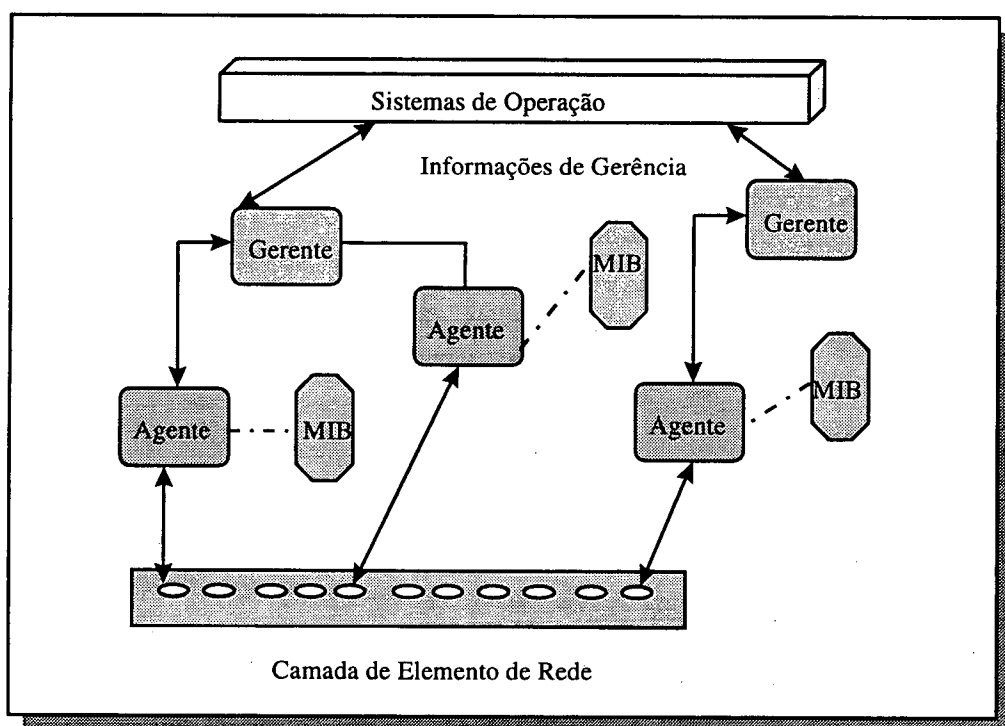 Sistemas de Operação
Informações de Gerência
Gerente
Gerente
MIB
Agente
MIB
Agente
MIB
Agente
Camada de Elemento de Rede